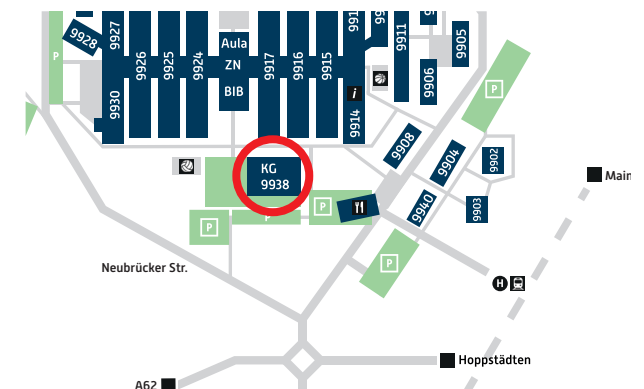 9928
9927
9926
9925
9924
Aula
ZN
BIB
9917
9916
9915
9911
9905
9906
P
9930
i
9914
P
9908
9904
9902
KG
9938
9940
9903
P
P
P
Main
Neubrücker Str.
P
H
Hoppstädten
A62